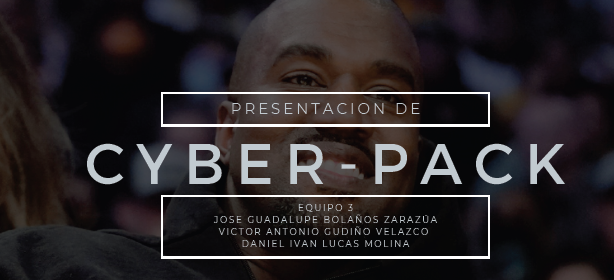 PRESENTACION DE
CYBER-PACK
EQUIPO 3
JOSE GUADALUPE BOLAÑOS ZARAZÚA
VICTOR ANTONIO GUDIÑO VELAZCO
DANIEL IVAN LUCAS MOLINA